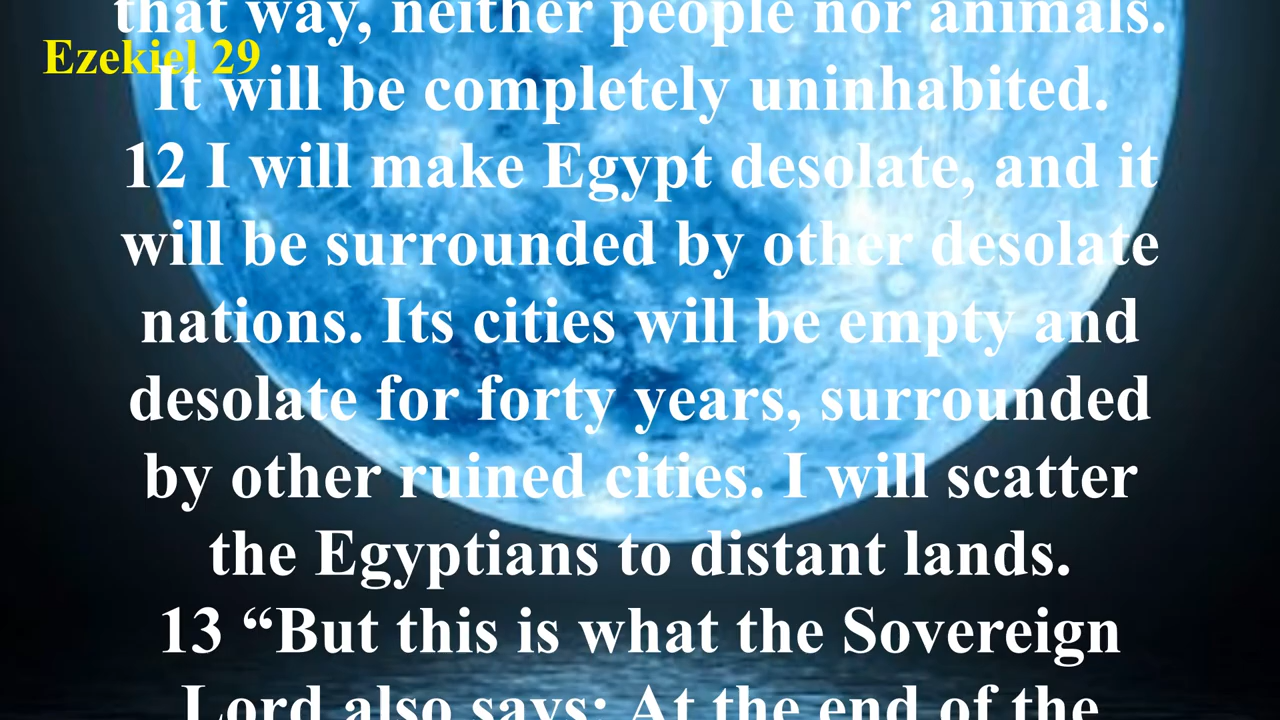 that way, neither people nor animals.
Ezekiel 29
It will be completely uninhabited.
12 I will make Egypt desolate, and it
will be surrounded by other desolate
nations. Its cities will be empty and
desolate for forty years, surrounded
by other ruined cities. I will scatter
the Egyptians to distant lands.
13 “But this is what the Sovereign
Lord also says: At the end of the